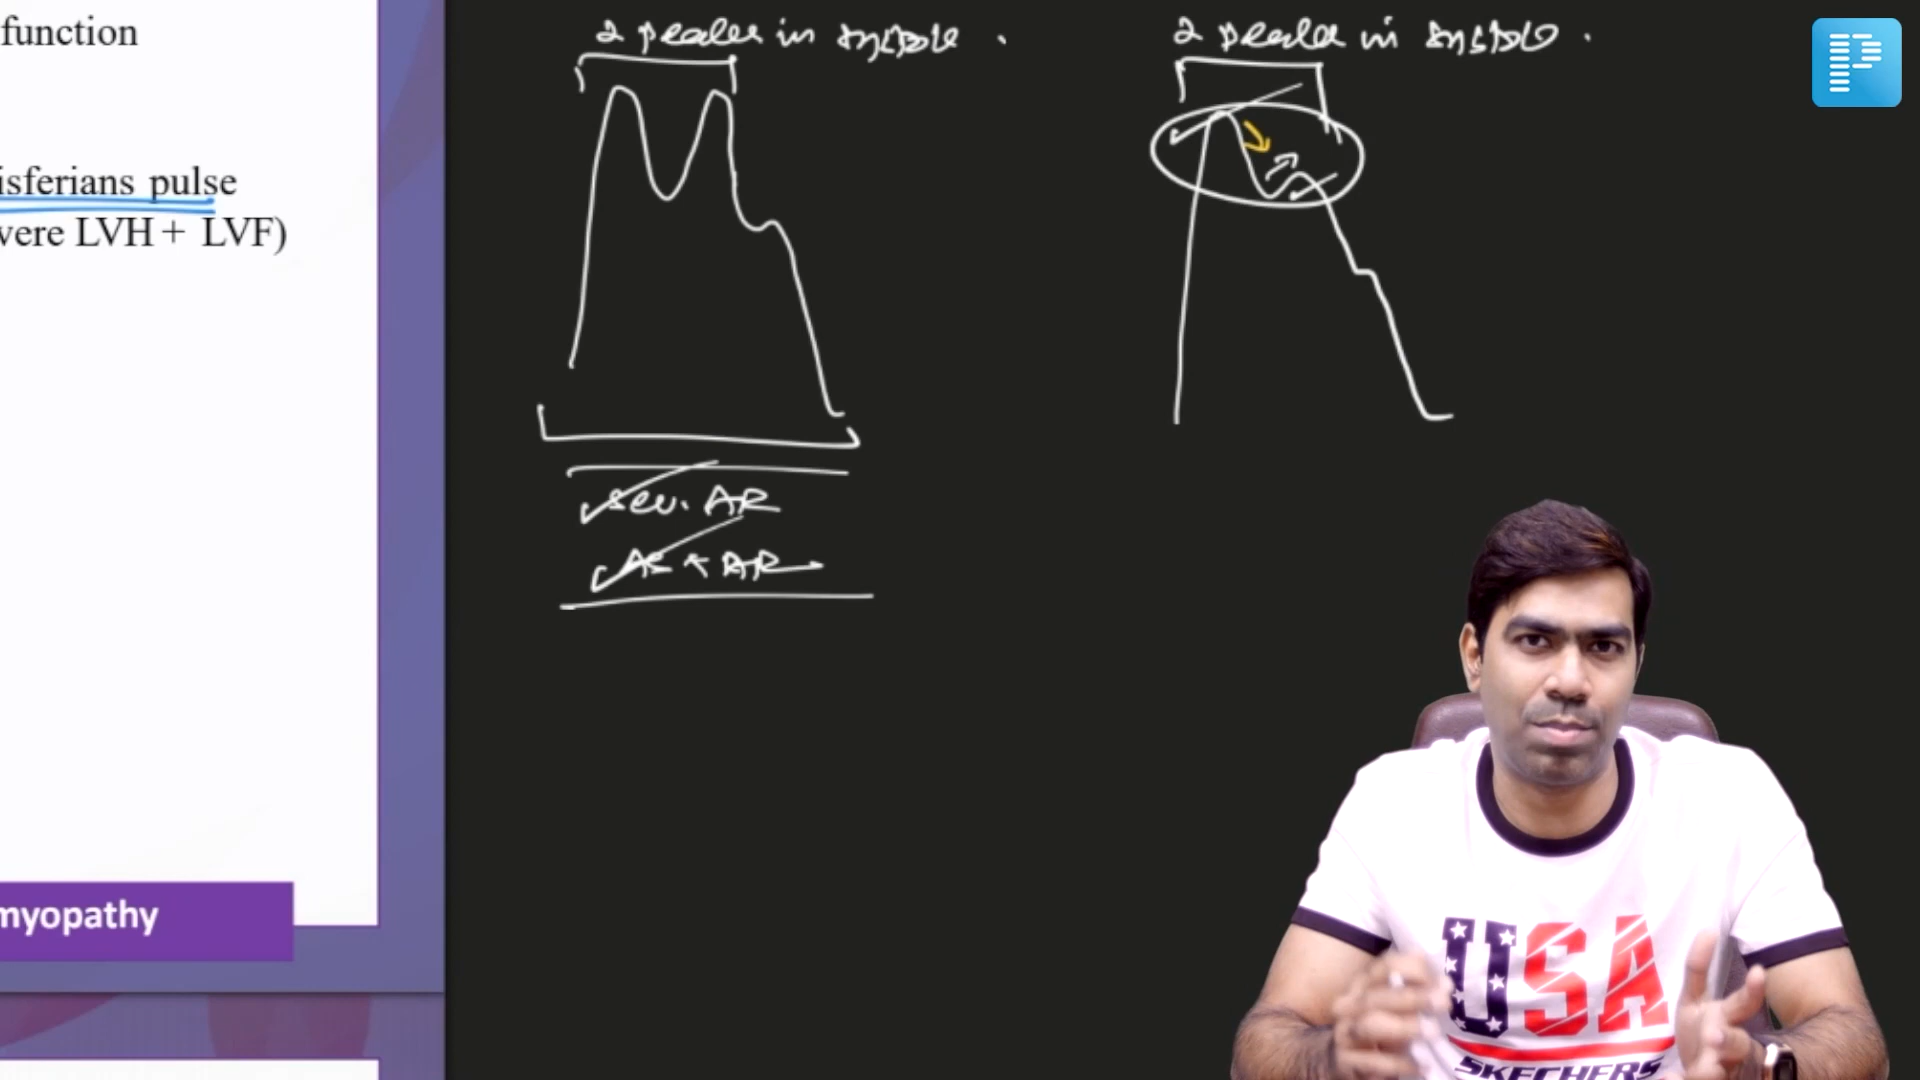 function
isferians pulse
vere LVH + LVF)
myopathy
2 peaks in systole .
2 peaks in systole .
sev. AR
AS + AR
USA
SKECHERS